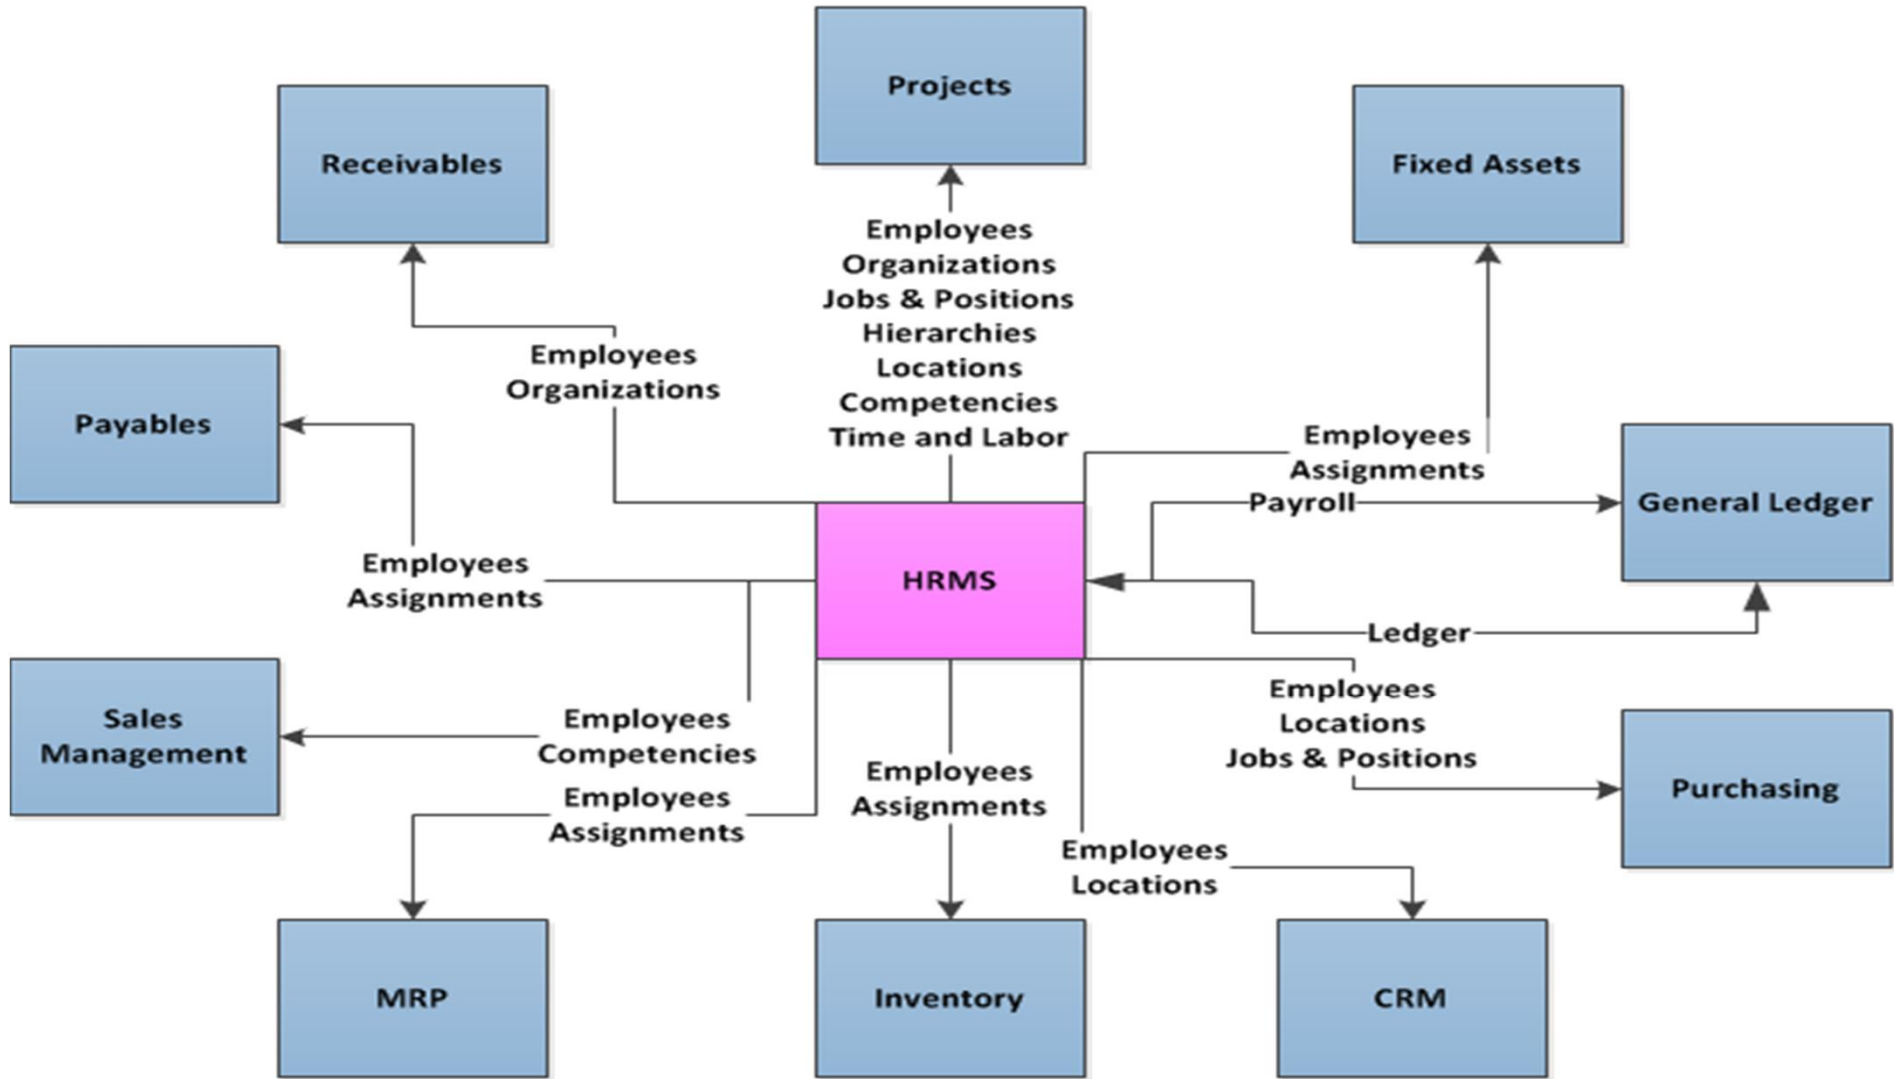 Projects
Receivables
Fixed Assets
Employees
Organizations
Jobs & Positions
Hierarchies
Locations
Competencies
Time and Labor
Employees
Organizations
Payables
Employees
Assignments
Payroll
General Ledger
Employees
Assignments
HRMS
Ledger
Sales
Management
Employees
Competencies
Employees
Locations
Jobs & Positions
Purchasing
Employees
Assignments
Employees
Assignments
Employees
Locations
MRP
Inventory
CRM